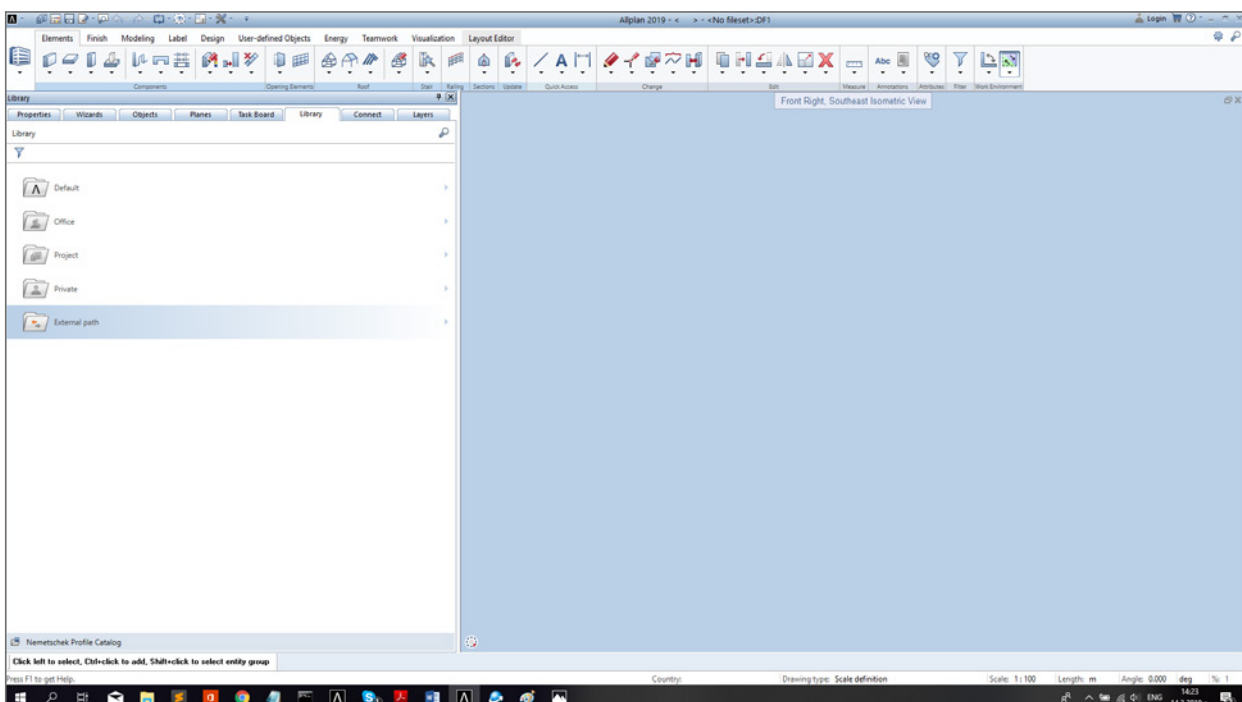 Allplan 2019 - < > - <No fileset>:DF1
Login
Elements Finish Modeling Label Design User-defined Objects Energy Teamwork Visualization Layout Editor
Abc
Components Opening Elements Roof Stair Railing Sections Update Quick Access Change Edit Measure Annotations Attributes Filter Work Environment
Library
Front Right, Southeast Isometric View
Properties Wizards Objects Planes Task Board Library Connect Layers
Library
Default
Office
Project
Private
External path
Nemetschek Profile Catalog
Click left to select, Ctrl+click to add, Shift+click to select entity group
Press F1 to get Help. Country: Drawing type: Scale definition Scale: 1 : 100 Length: m Angle: 0.000 deg %: 1
ENG 14:23